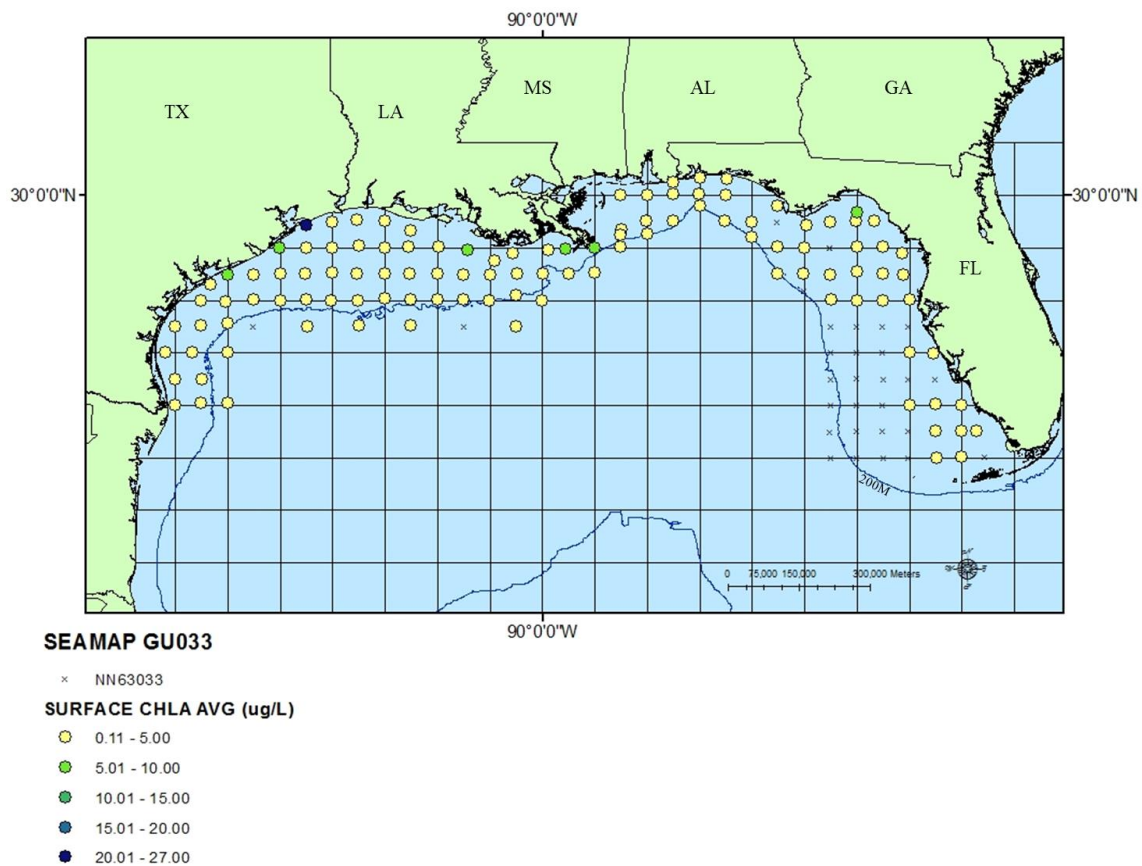 90°0'0"W
TX
LA
MS
AL
GA
30°0'0"N
30°0'0"N
FL
200M
0 75,000 150,000 300,000 Meters
90°0'0"W
SEAMAP GU033
× NN63033
SURFACE CHLA AVG (ug/L)
0.11 - 5.00
5.01 - 10.00
10.01 - 15.00
15.01 - 20.00
20.01 - 27.00